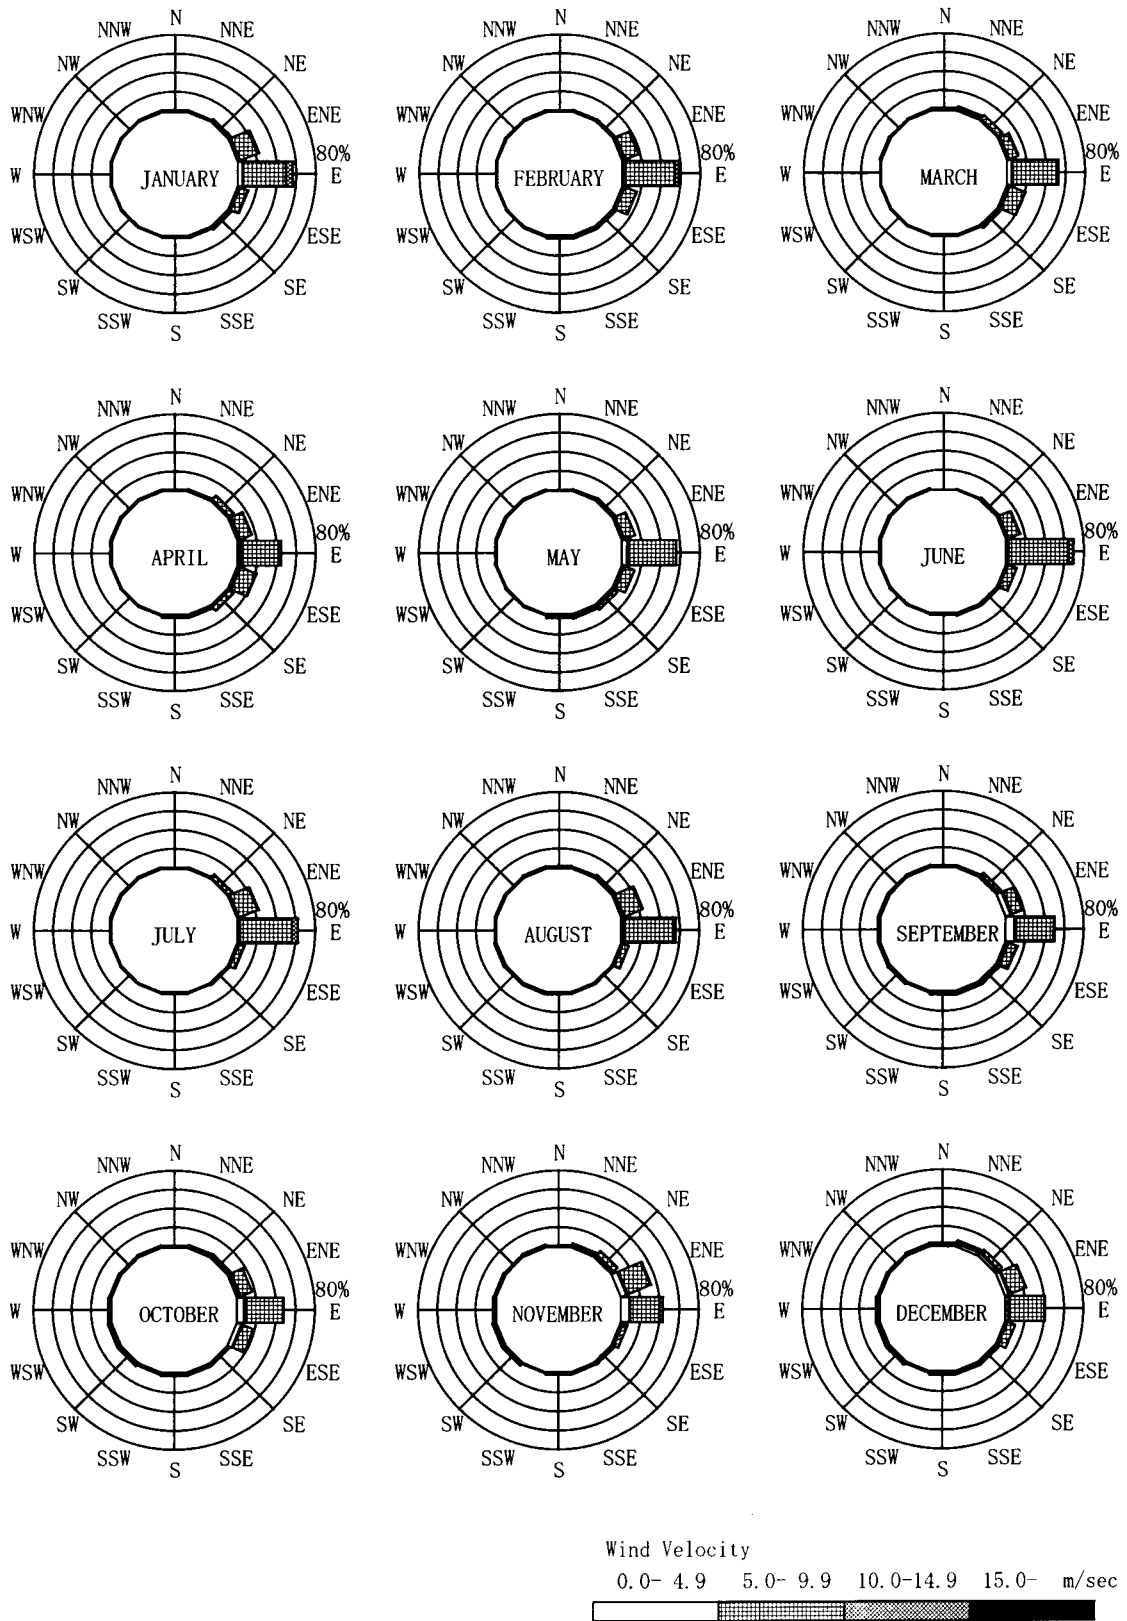 N N N
NNW NNE NNW NNE NNW NNE
NW NE NW NE NW NE
WNW ENE WNW ENE WNW ENE
80% 80% 80%
W JANUARY E W FEBRUARY E W MARCH E
WSW ESE WSW ESE WSW ESE
SW SE SW SE SW SE
SSW SSE SSW SSE SSW SSE
S S S
N N N
NNW NNE NNW NNE NNW NNE
NW NE NW NE NW NE
WNW ENE WNW ENE WNW ENE
80% 80% 80%
W APRIL E W MAY E W JUNE E
WSW ESE WSW ESE WSW ESE
SW SE SW SE SW SE
SSW SSE SSW SSE SSW SSE
S S S
N N N
NNW NNE NNW NNE NNW NNE
NW NE NW NE NW NE
WNW ENE WNW ENE WNW ENE
80% 80% 80%
W JULY E W AUGUST E W SEPTEMBER E
WSW ESE WSW ESE WSW ESE
SW SE SW SE SW SE
SSW SSE SSW SSE SSW SSE
S S S
N N N
NNW NNE NNW NNE NNW NNE
NW NE NW NE NW NE
WNW ENE WNW ENE WNW ENE
80% 80% 80%
W OCTOBER E W NOVEMBER E W DECEMBER E
WSW ESE WSW ESE WSW ESE
SW SE SW SE SW SE
SSW SSE SSW SSE SSW SSE
S S S
Wind Velocity
0.0- 4.9 5.0- 9.9 10.0-14.9 15.0- m/sec